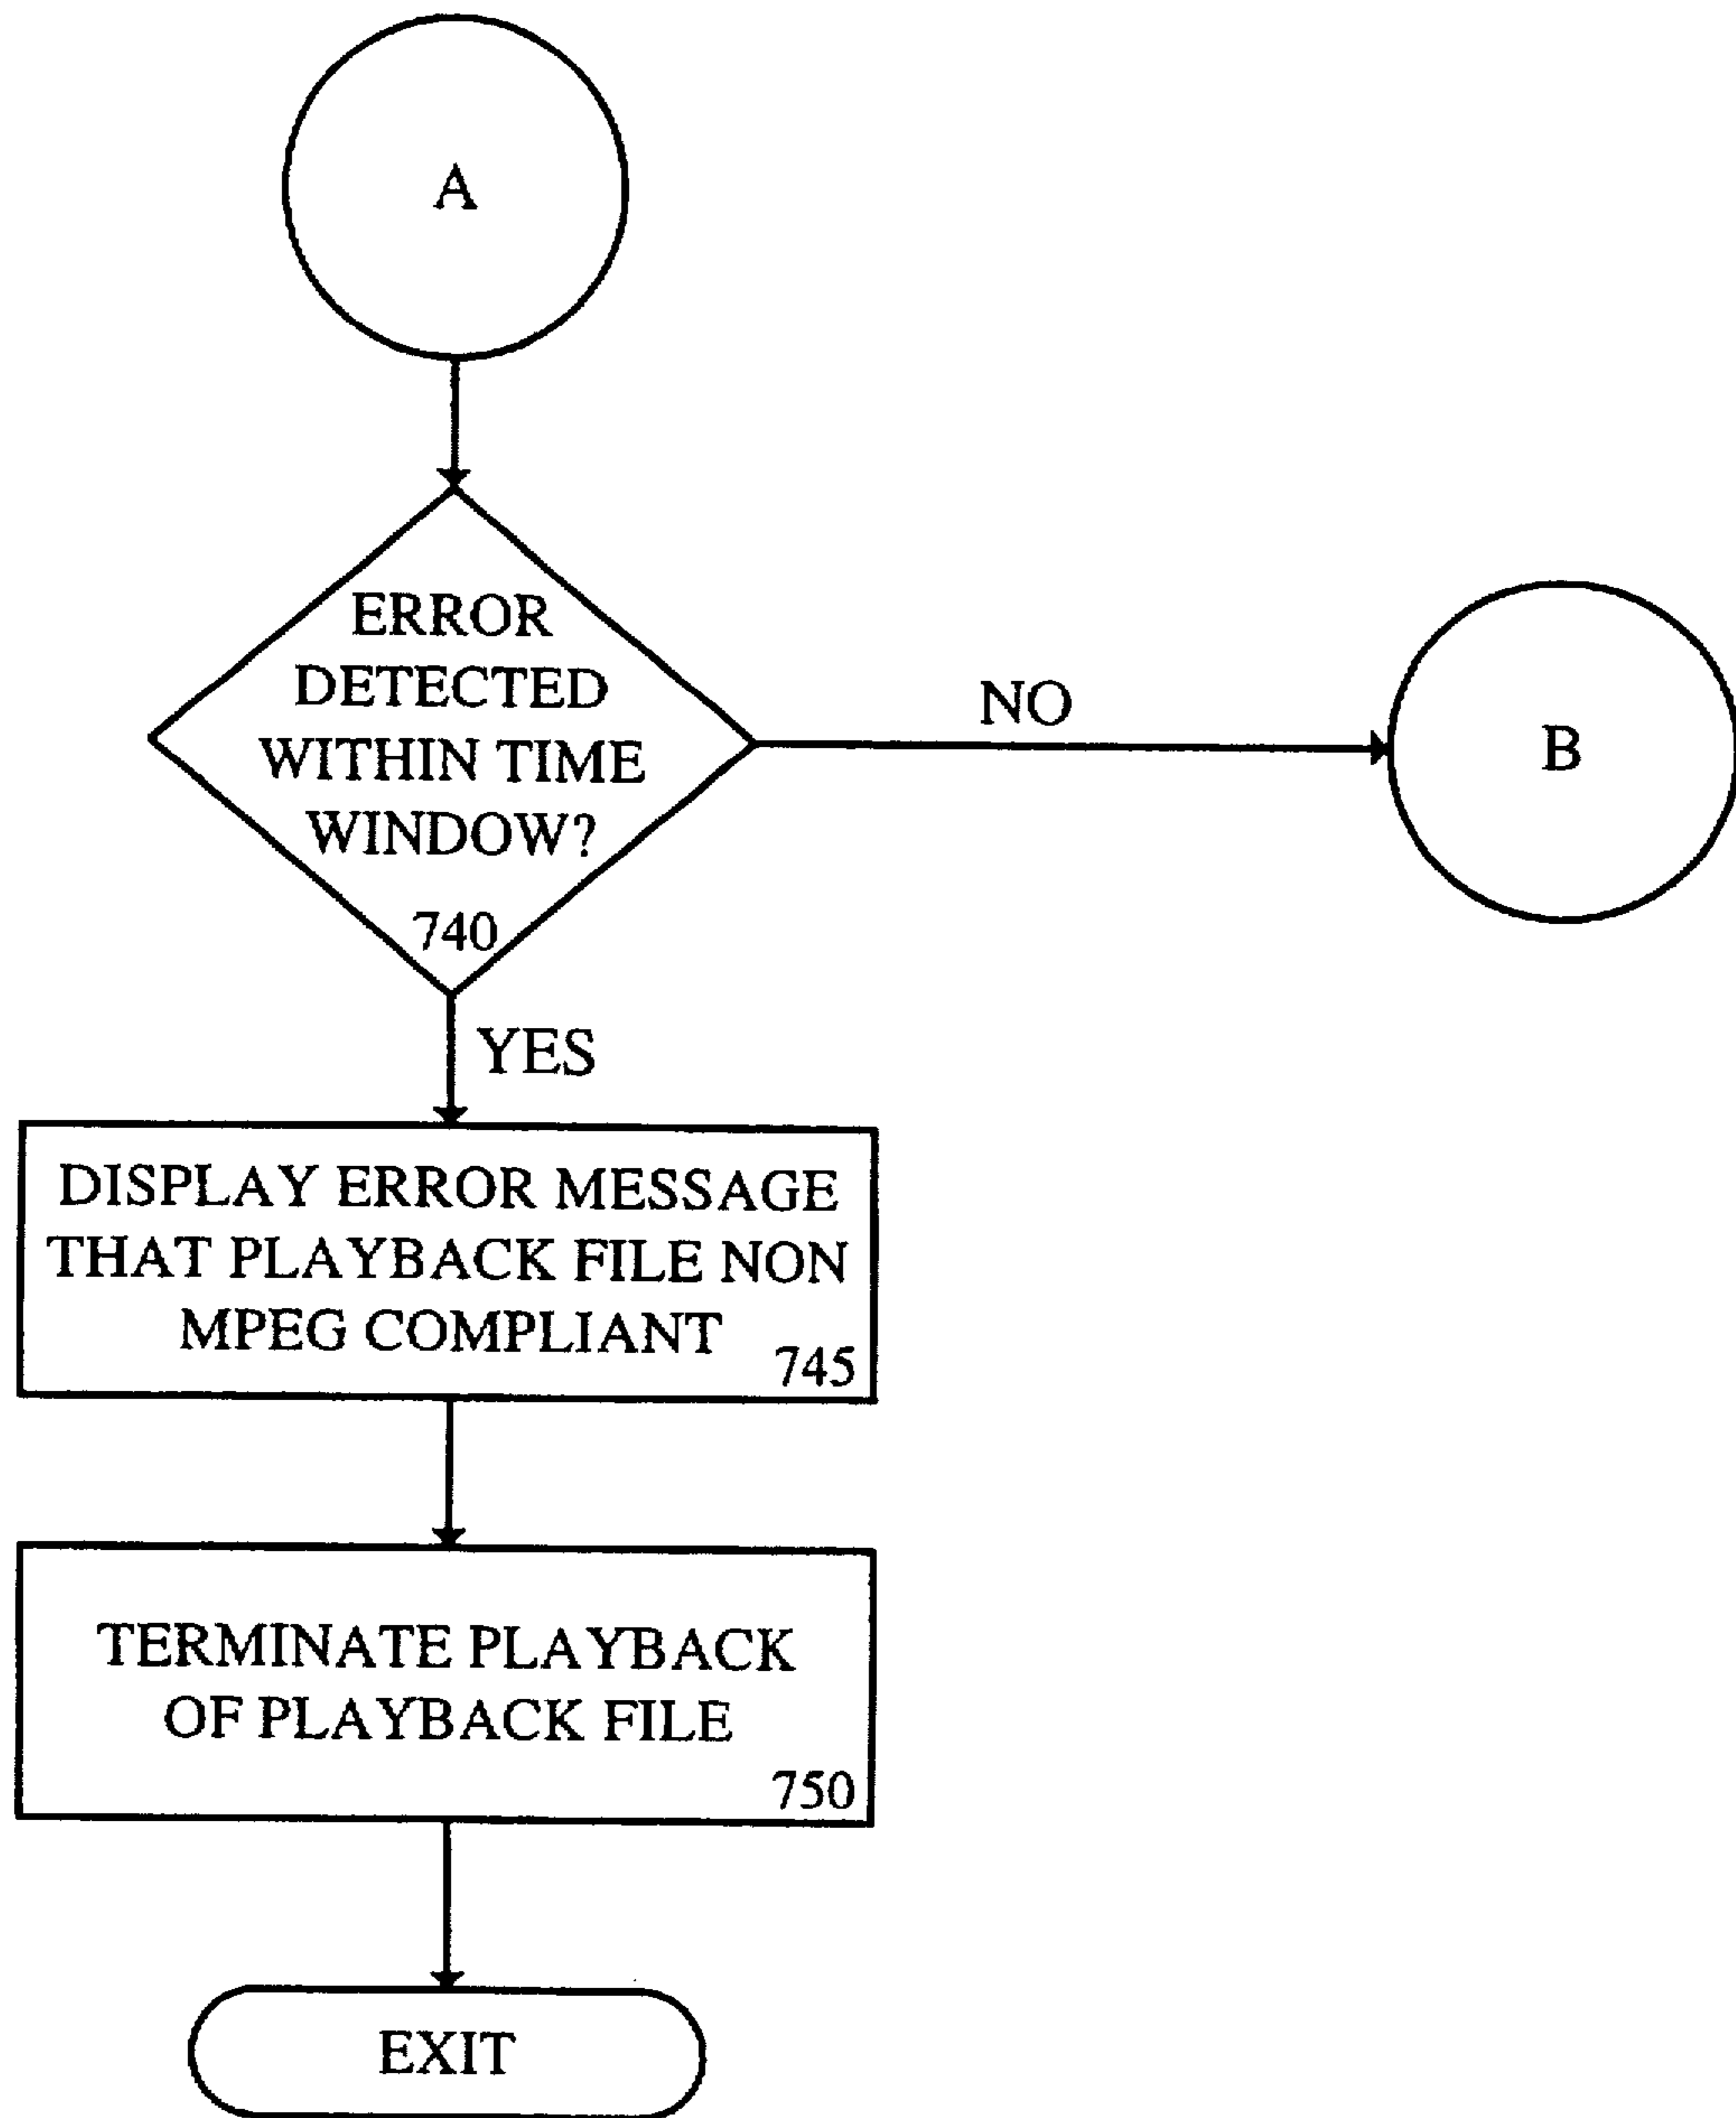 A
ERROR
DETECTED
WITHIN TIME
WINDOW?
740
NO
B
YES
DISPLAY ERROR MESSAGE
THAT PLAYBACK FILE NON
MPEG COMPLIANT
745
TERMINATE PLAYBACK
OF PLAYBACK FILE
750
EXIT